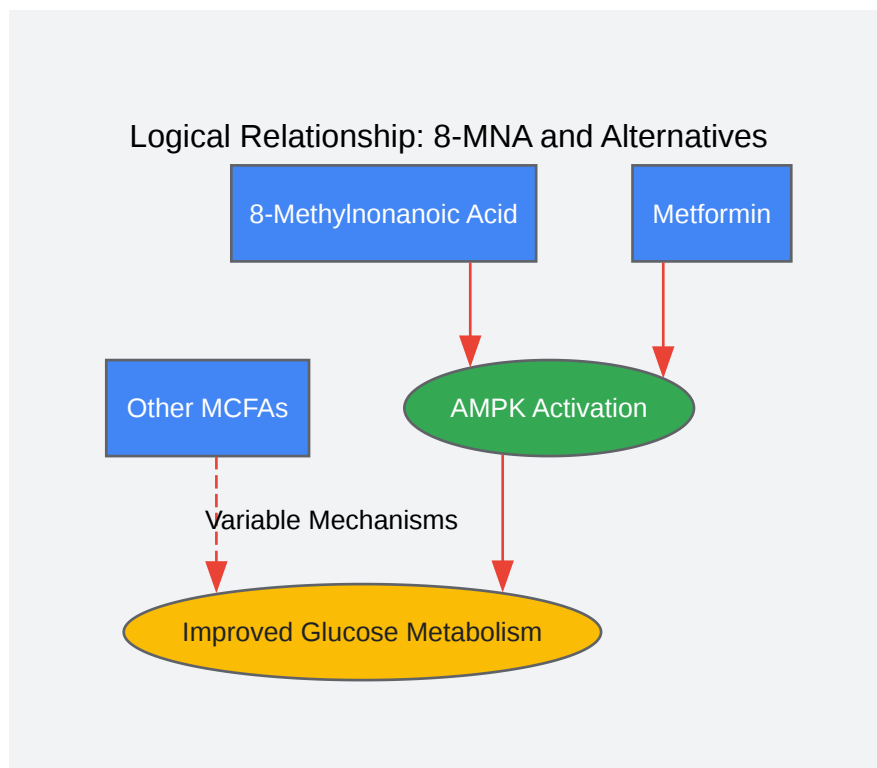 Logical Relationship: 8-MNA and Alternatives
8-Methylnonanoic Acid
Metformin
Other MCFAs
AMPK Activation
Variable Mechanisms
Improved Glucose Metabolism